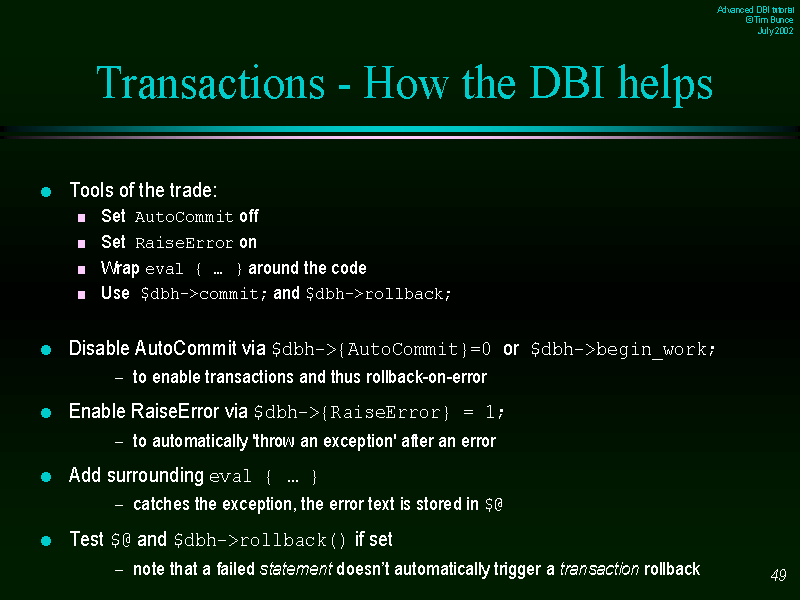 Advanced DBI tutorial
©Tim Bunce
July 2002
Transactions - How the DBI helps
Tools of the trade:
Set AutoCommit off
Set RaiseError on
Wrap eval { … } around the code
Use $dbh->commit; and $dbh->rollback;
Disable AutoCommit via $dbh->{AutoCommit}=0 or $dbh->begin_work;
– to enable transactions and thus rollback-on-error
Enable RaiseError via $dbh->{RaiseError} = 1;
– to automatically 'throw an exception' after an error
Add surrounding eval { … }
– catches the exception, the error text is stored in $@
Test $@ and $dbh->rollback() if set
– note that a failed statement doesn't automatically trigger a transaction rollback
49